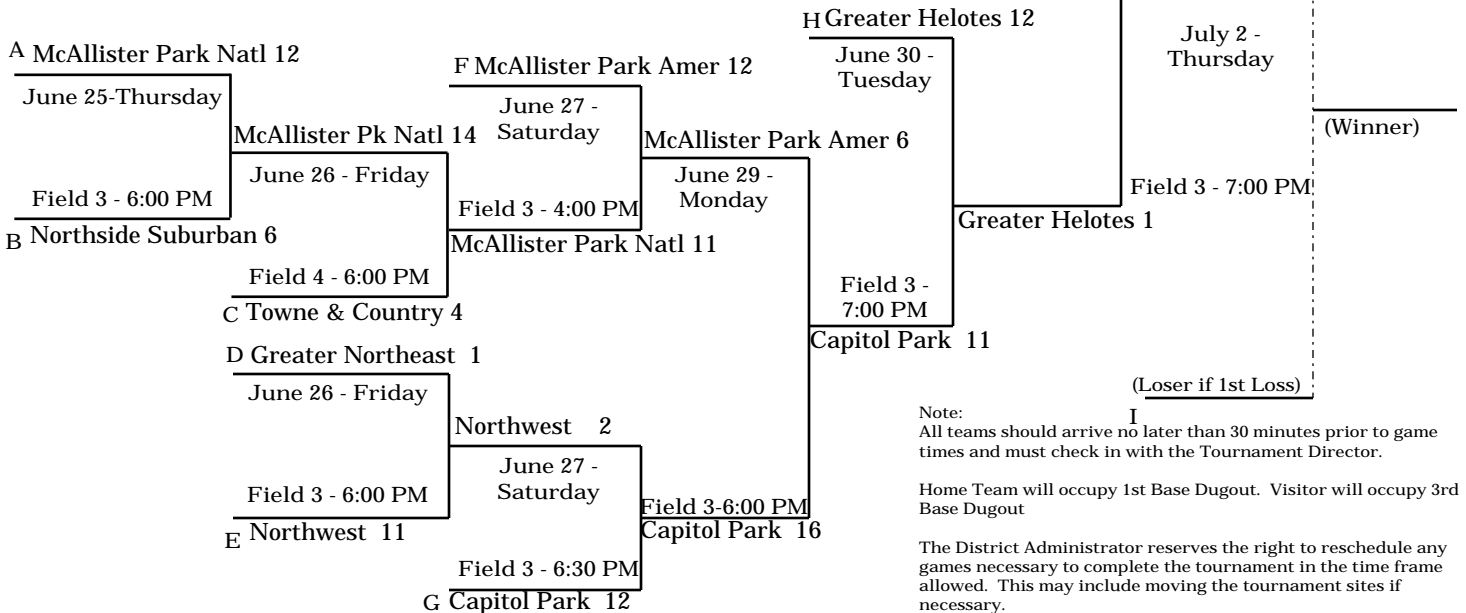 H Greater Helotes 12
July 2 -
Thursday
A McAllister Park Natl 12
June 30 -
Tuesday
F McAllister Park Amer 12
June 25-Thursday
June 27 -
Saturday
(Winner)
McAllister Pk Natl 14
McAllister Park Amer 6
June 26 - Friday
June 29 -
Monday
Field 3 - 7:00 PM
Field 3 - 6:00 PM
Field 3 - 4:00 PM
Greater Helotes 1
B Northside Suburban 6
McAllister Park Natl 11
Field 4 - 6:00 PM
Field 3 -
7:00 PM
C Towne & Country 4
Capitol Park 11
D Greater Northeast 1
June 26 - Friday
(Loser if 1st Loss)
I
Northwest 2
June 27 -
Saturday
Field 3 - 6:00 PM
Field 3-6:00 PM
E Northwest 11
Capitol Park 16
Field 3 - 6:30 PM
G Capitol Park 12
Note:
All teams should arrive no later than 30 minutes prior to game
times and must check in with the Tournament Director.
Home Team will occupy 1st Base Dugout. Visitor will occupy 3rd
Base Dugout
The District Administrator reserves the right to reschedule any
games necessary to complete the tournament in the time frame
allowed. This may include moving the tournament sites if
necessary.